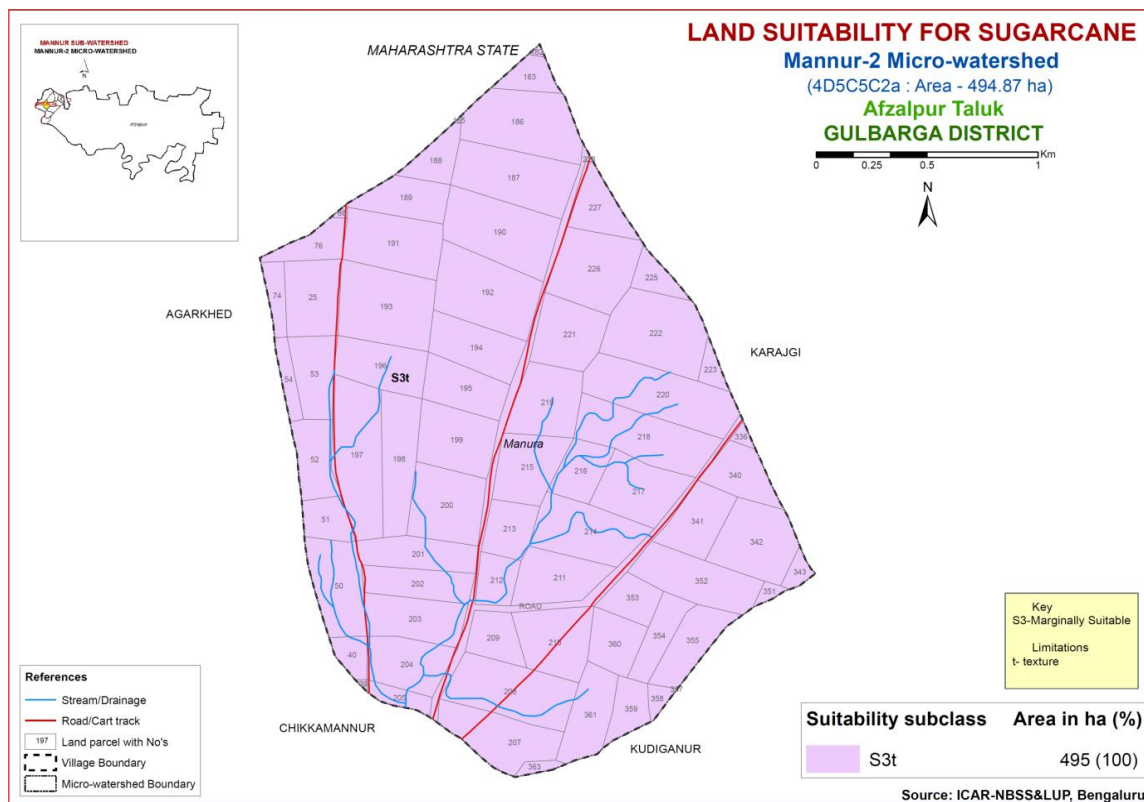 MANNUR SUB-WATERSHED
MANNUR-2 MICRO-WATERSHED
N
MAHARASHTRA STATE
LAND SUITABILITY FOR SUGARCANE
Mannur-2 Micro-watershed
(4D5C5C2a : Area - 494.87 ha)
Afzalpur Taluk
GULBARGA DISTRICT
0 0.25 0.5 1 Km
N
183
186
188
187
189
227
190
76
191
226
225
74
25
193
192
221
222
AGARKHED
KARAJGI
194
223
196
S3t
53
54
195
220
219
218
336
199
Manura
52
197
198
215
216
340
217
200
51
213
214
341
342
201
212
211
343
50
202
352
351
ROAD
353
203
209
210
360
354
355
40
204
205
206
358
359
361
CHIKKAMANNUR
KUDIGANUR
207
363
Key
S3-Marginally Suitable
Limitations
t- texture
References
Stream/Drainage
Road/Cart track
197 Land parcel with No's
Village Boundary
Micro-watershed Boundary
Suitability subclass Area in ha (%)
S3t 495 (100)
Source: ICAR-NBSS&LUP, Bengaluru